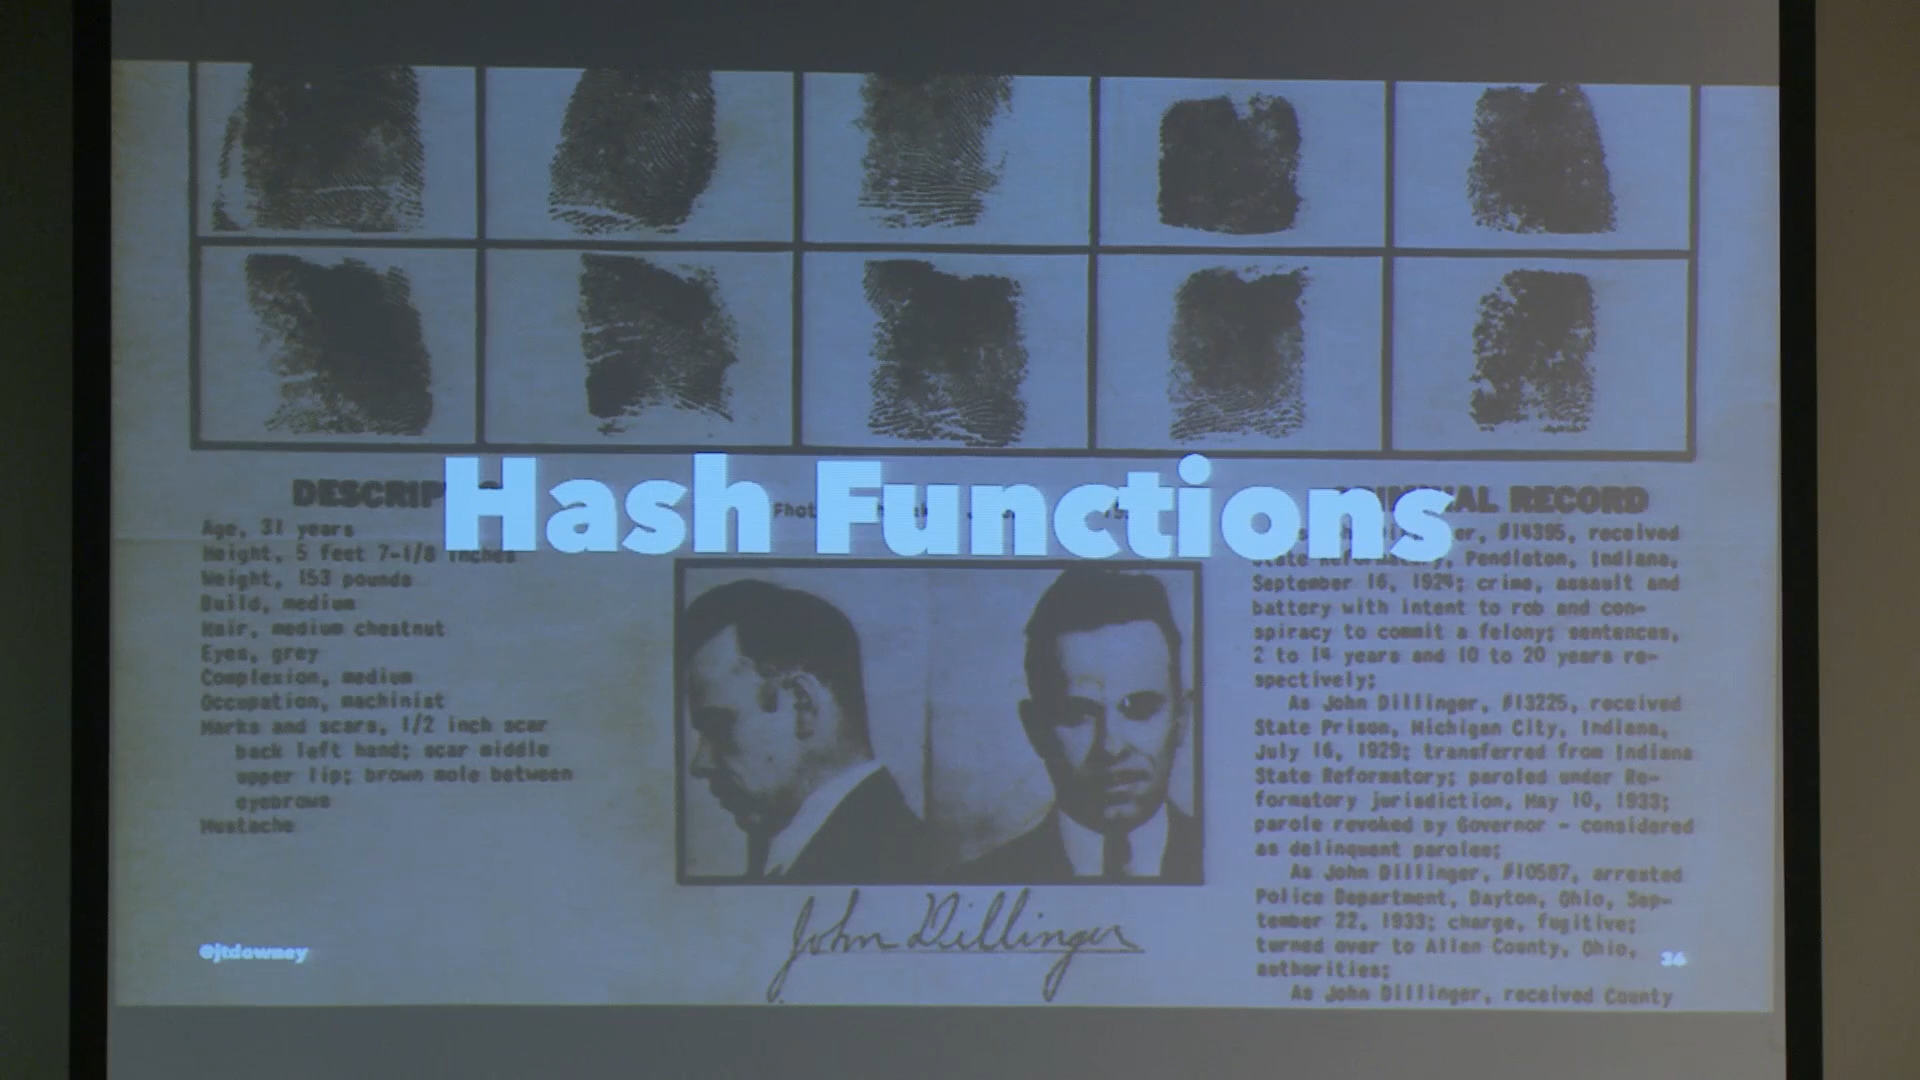 Hash Functions
DESCRIP
Age, 31 years
Height, 5 feet 7-1/8 inches
Weight, 153 pounds
Build, medium
Hair, medium chestnut
Eyes, grey
Complexion, medium
Occupation, machinist
Marks and scars, 1/2 inch scar
back left hand; scar middle
upper lip; brown mole between
eyebrows
Mustache
John Dillinger
RECORD
#14395, received
State Reformatory, Pendleton, Indiana,
September 16, 1924; crime, assault and
battery with intent to rob and con-
spiracy to commit a felony; sentences,
2 to 14 years and 10 to 20 years re-
spectively;
As John Dillinger, #13225, received
State Prison, Michigan City, Indiana,
July 16, 1929; transferred from Indiana
State Reformatory; paroled under Re-
formatory jurisdiction, May 10, 1933;
parole revoked by Governor - considered
as delinquent parolee;
As John Dillinger, #10587, arrested
Police Department, Dayton, Ohio, Sep-
tember 22, 1933; charge, fugitive;
turned over to Allen County, Ohio,
authorities;
As John Dillinger, received County
@jtdowney
36